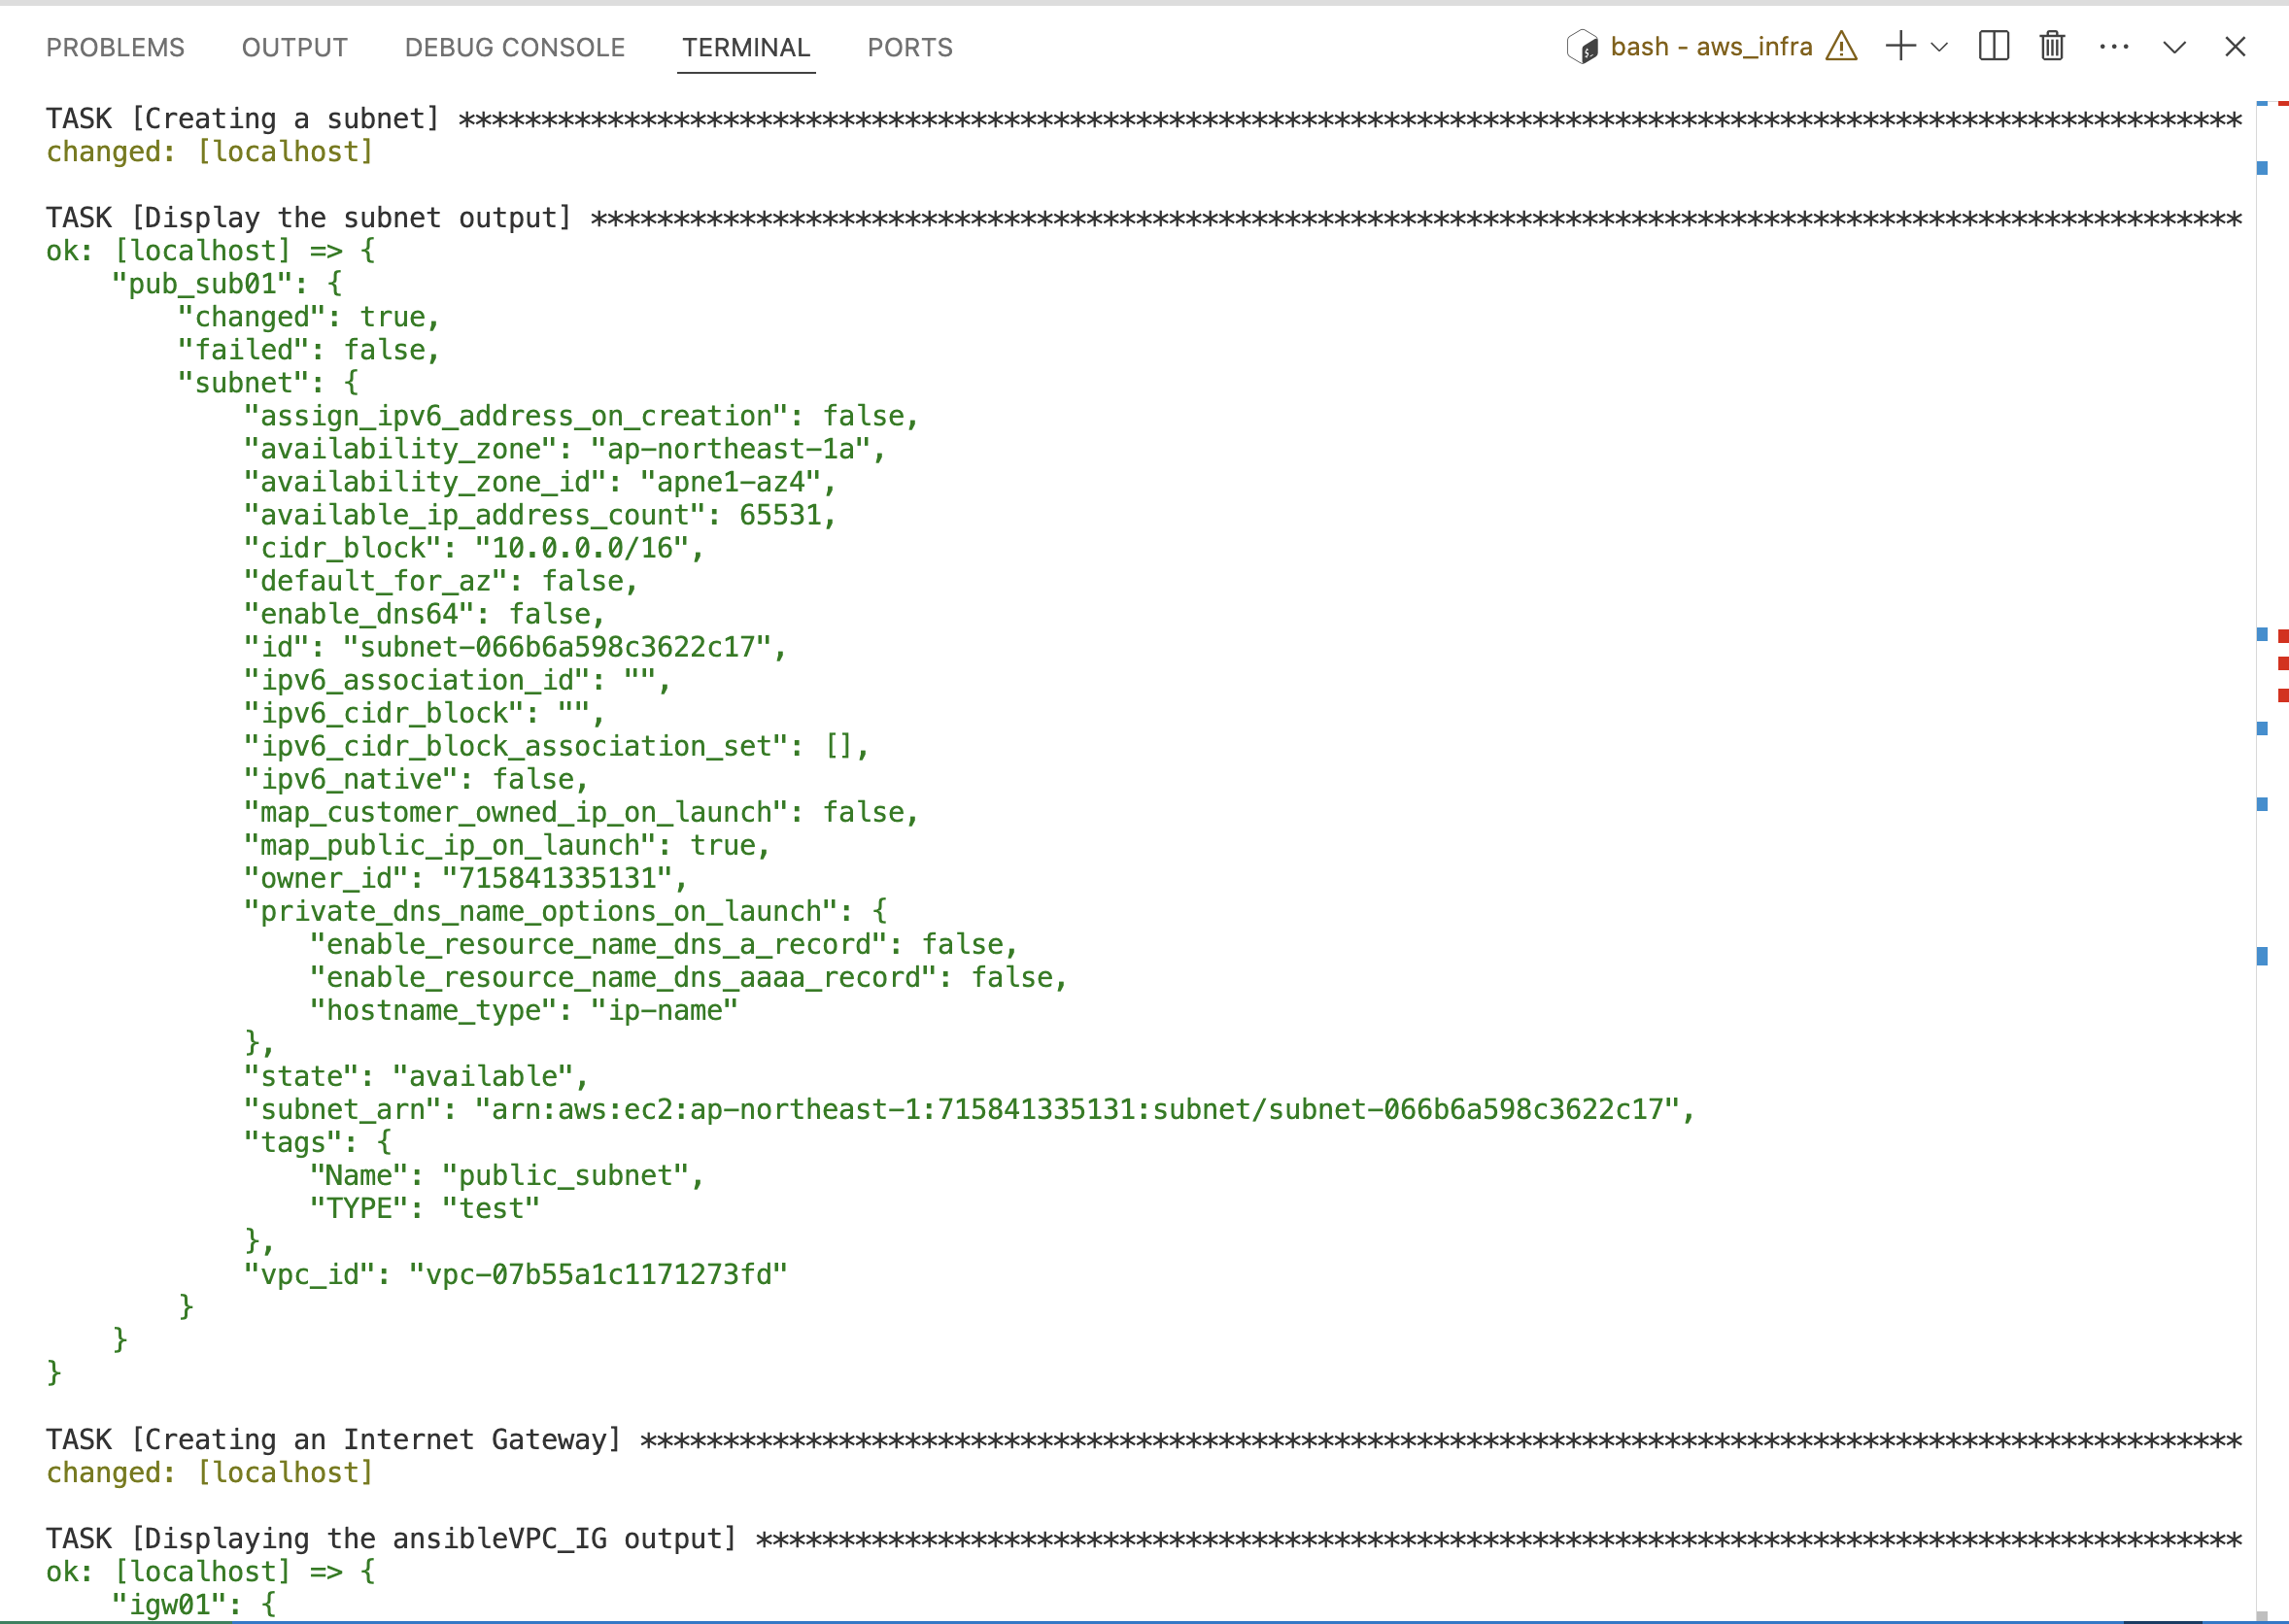 PROBLEMS OUTPUT DEBUG CONSOLE TERMINAL PORTS bash - aws_infra
TASK [Creating a subnet] ************************************************************************************************************
changed: [localhost]
TASK [Display the subnet output] ****************************************************************************************************
ok: [localhost] => {
    "pub_sub01": {
        "changed": true,
        "failed": false,
        "subnet": {
            "assign_ipv6_address_on_creation": false,
            "availability_zone": "ap-northeast-1a",
            "availability_zone_id": "apne1-az4",
            "available_ip_address_count": 65531,
            "cidr_block": "10.0.0.0/16",
            "default_for_az": false,
            "enable_dns64": false,
            "id": "subnet-066b6a598c3622c17",
            "ipv6_association_id": "",
            "ipv6_cidr_block": "",
            "ipv6_cidr_block_association_set": [],
            "ipv6_native": false,
            "map_customer_owned_ip_on_launch": false,
            "map_public_ip_on_launch": true,
            "owner_id": "715841335131",
            "private_dns_name_options_on_launch": {
                "enable_resource_name_dns_a_record": false,
                "enable_resource_name_dns_aaaa_record": false,
                "hostname_type": "ip-name"
            },
            "state": "available",
            "subnet_arn": "arn:aws:ec2:ap-northeast-1:715841335131:subnet/subnet-066b6a598c3622c17",
            "tags": {
                "Name": "public_subnet",
                "TYPE": "test"
            },
            "vpc_id": "vpc-07b55a1c1171273fd"
        }
    }
}
TASK [Creating an Internet Gateway] *************************************************************************************************
changed: [localhost]
TASK [Displaying the ansibleVPC_IG output] ******************************************************************************************
ok: [localhost] => {
    "igw01": {